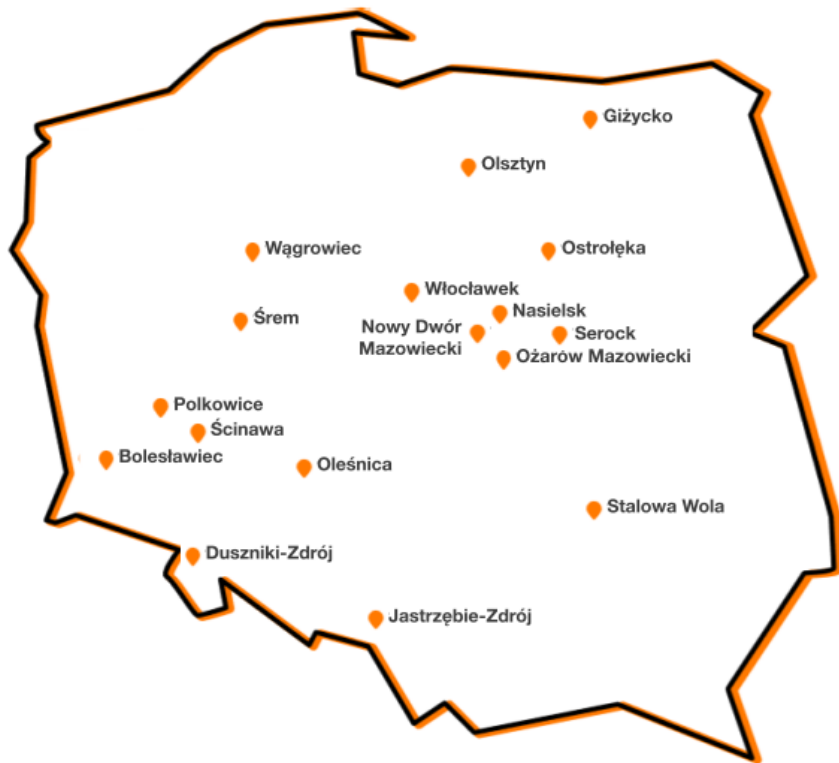 Giżycko
Olsztyn
Wągrowiec
Ostrołęka
Włocławek
Nasielsk
Śrem
Nowy Dwór
Mazowiecki
Serock
Ożarów Mazowiecki
Polkowice
Ścinawa
Bolesławiec
Oleśnica
Stalowa Wola
Duszniki-Zdrój
Jastrzębie-Zdrój